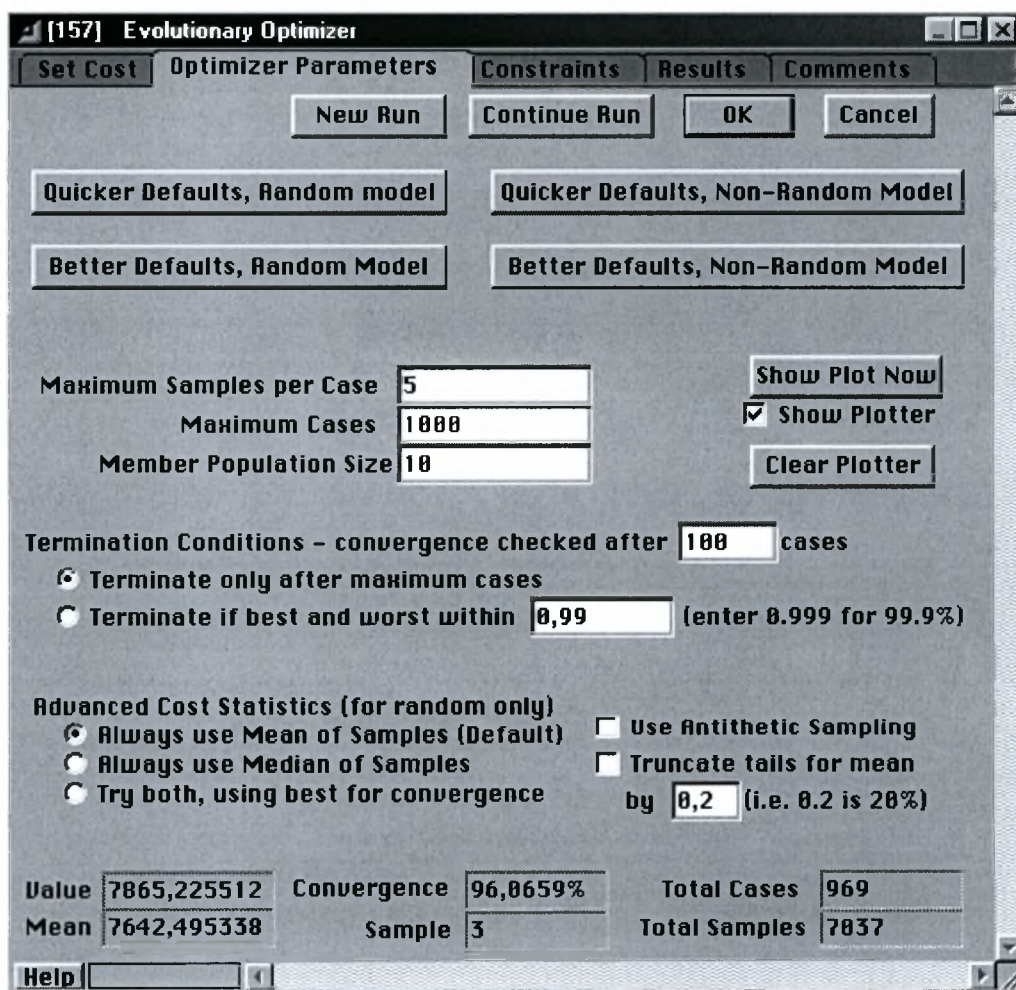 [157] Evolutionary Optimizer
Set Cost Optimizer Parameters Constraints Results Comments
New Run Continue Run OK Cancel
Quicker Defaults, Random model Quicker Defaults, Non-Random Model
Better Defaults, Random Model Better Defaults, Non-Random Model
Maximum Samples per Case 5 Show Plot Now
Maximum Cases 1000 Show Plotter
Member Population Size 10 Clear Plotter
Termination Conditions - convergence checked after 100 cases
Terminate only after maximum cases
Terminate if best and worst within 0,99 (enter 0.999 for 99.9%)
Advanced Cost Statistics (for random only)
Always use Mean of Samples (Default) Use Antithetic Sampling
Always use Median of Samples Truncate tails for mean
Try both, using best for convergence by 0,2 (i.e. 0.2 is 20%)
Value 7865,225512 Convergence 96,0659% Total Cases 969
Mean 7642,495338 Sample 3 Total Samples 7037
Help